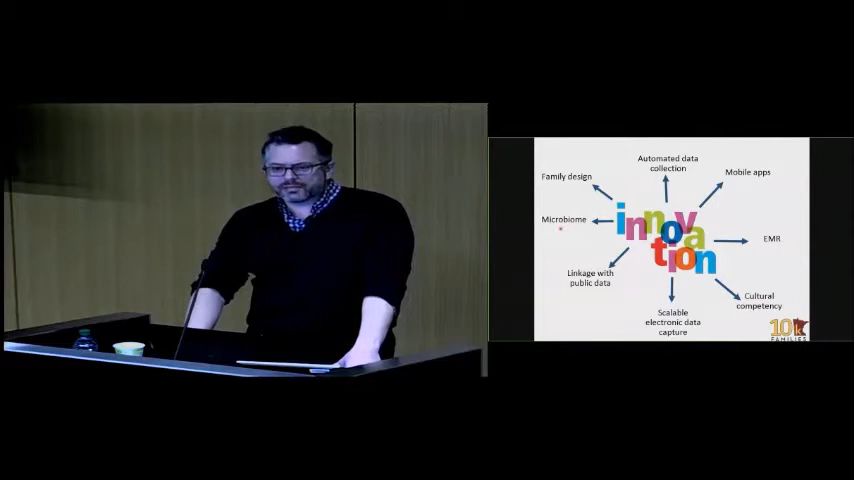 Automated data
collection
Mobile apps
Family design
Microbiome
innovation
EMR
Linkage with
public data
Cultural
competency
Scalable
electronic data
capture
10k
FAMILIES